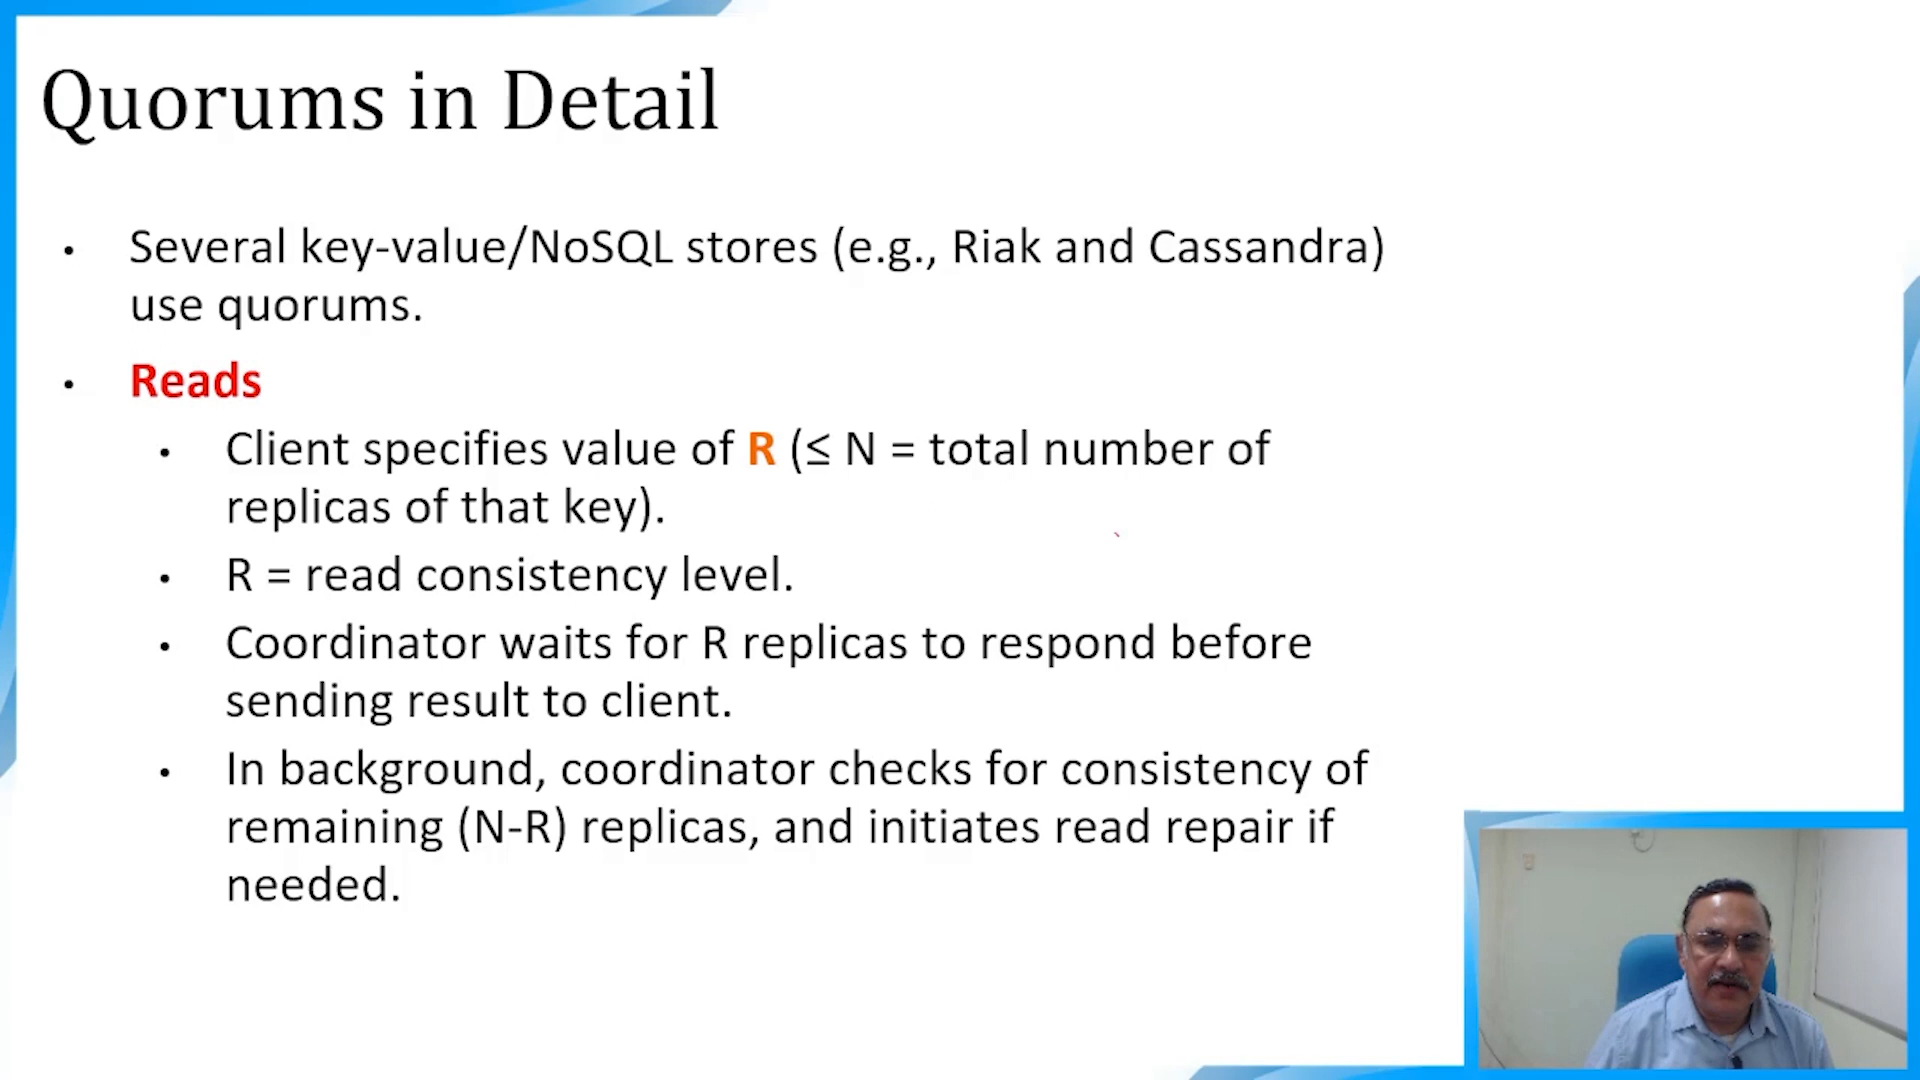 Quorums in Detail
• Several key-value/NoSQL stores (e.g., Riak and Cassandra)
use quorums.
• Reads
• Client specifies value of R (≤ N = total number of
replicas of that key).
• R = read consistency level.
• Coordinator waits for R replicas to respond before
sending result to client.
• In background, coordinator checks for consistency of
remaining (N-R) replicas, and initiates read repair if
needed.